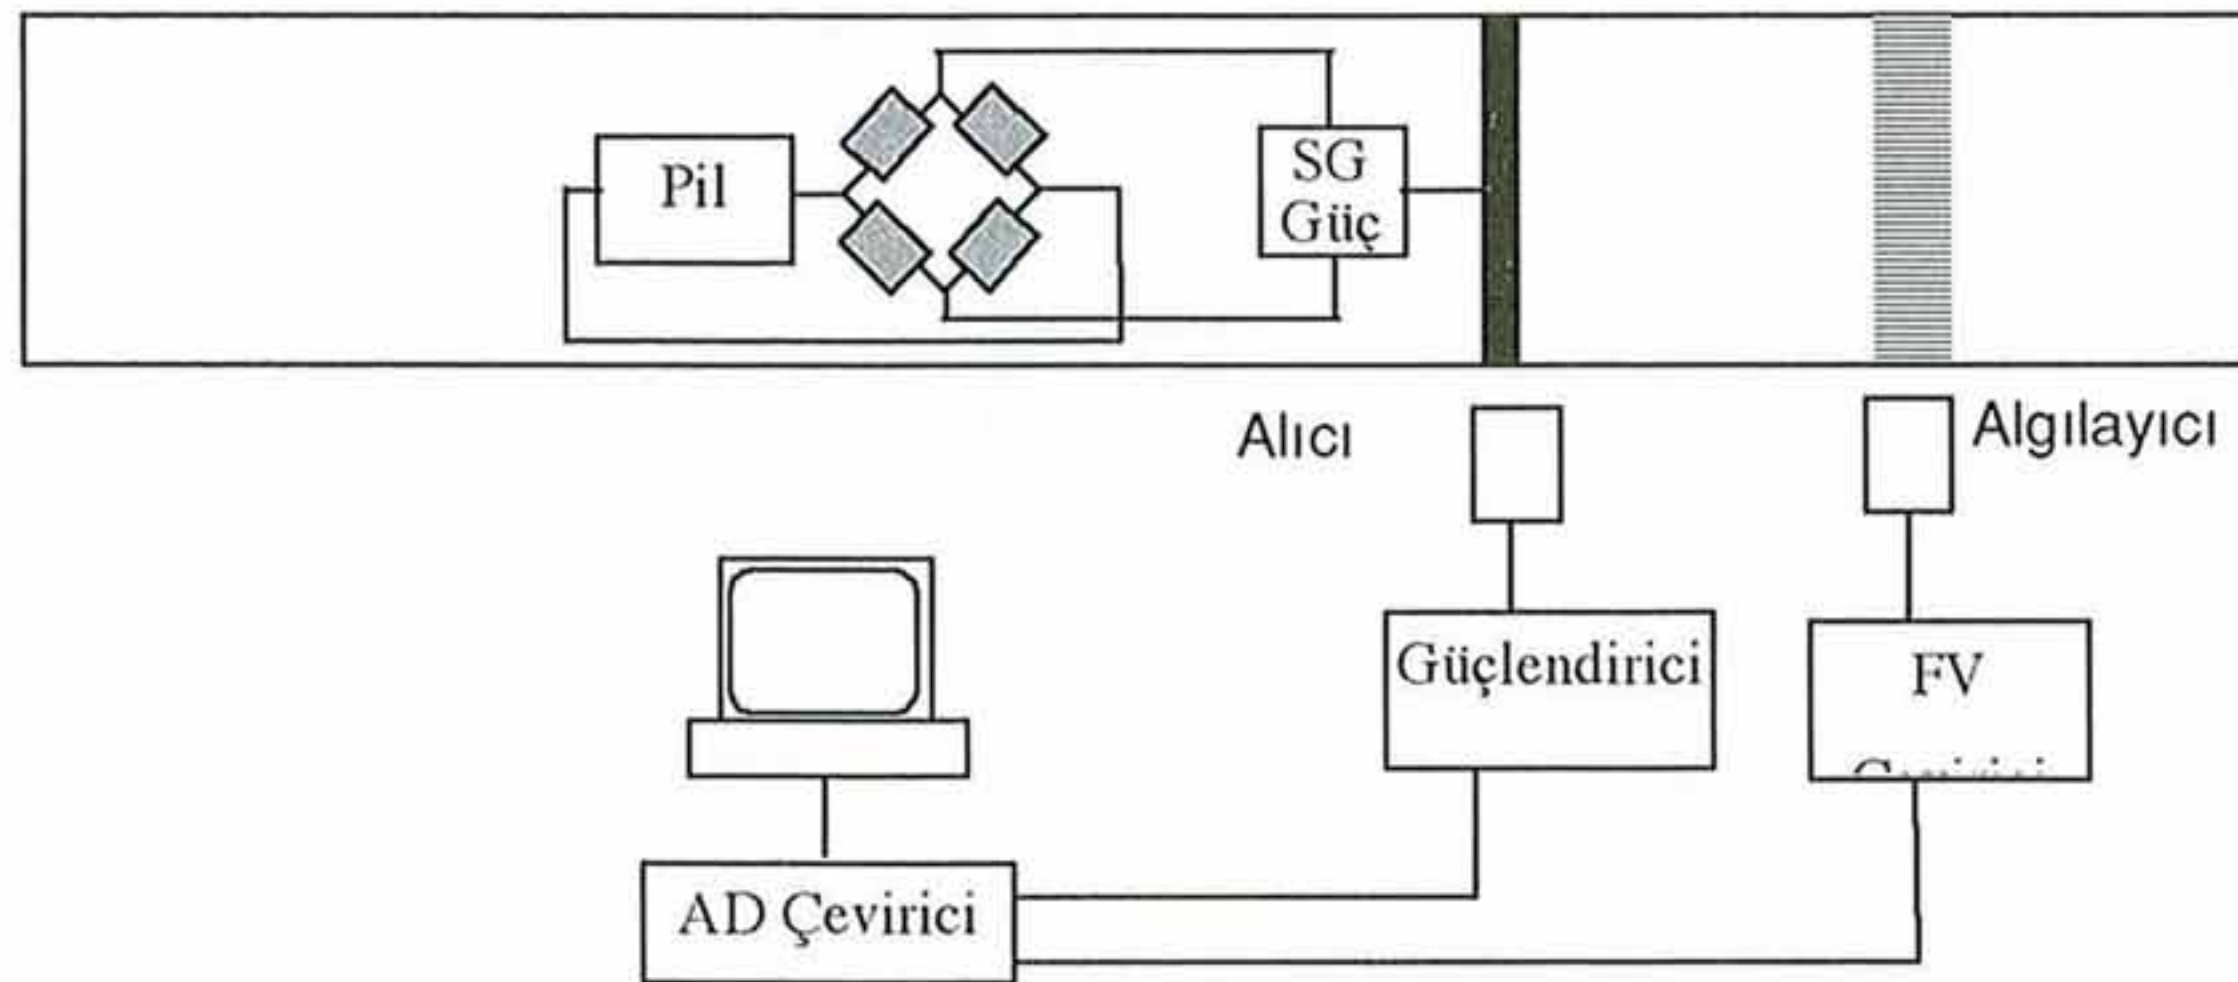 Pil
SG
Güç
Alıcı
Algılayıcı
Güçlendirici
FV
AD Çevirici